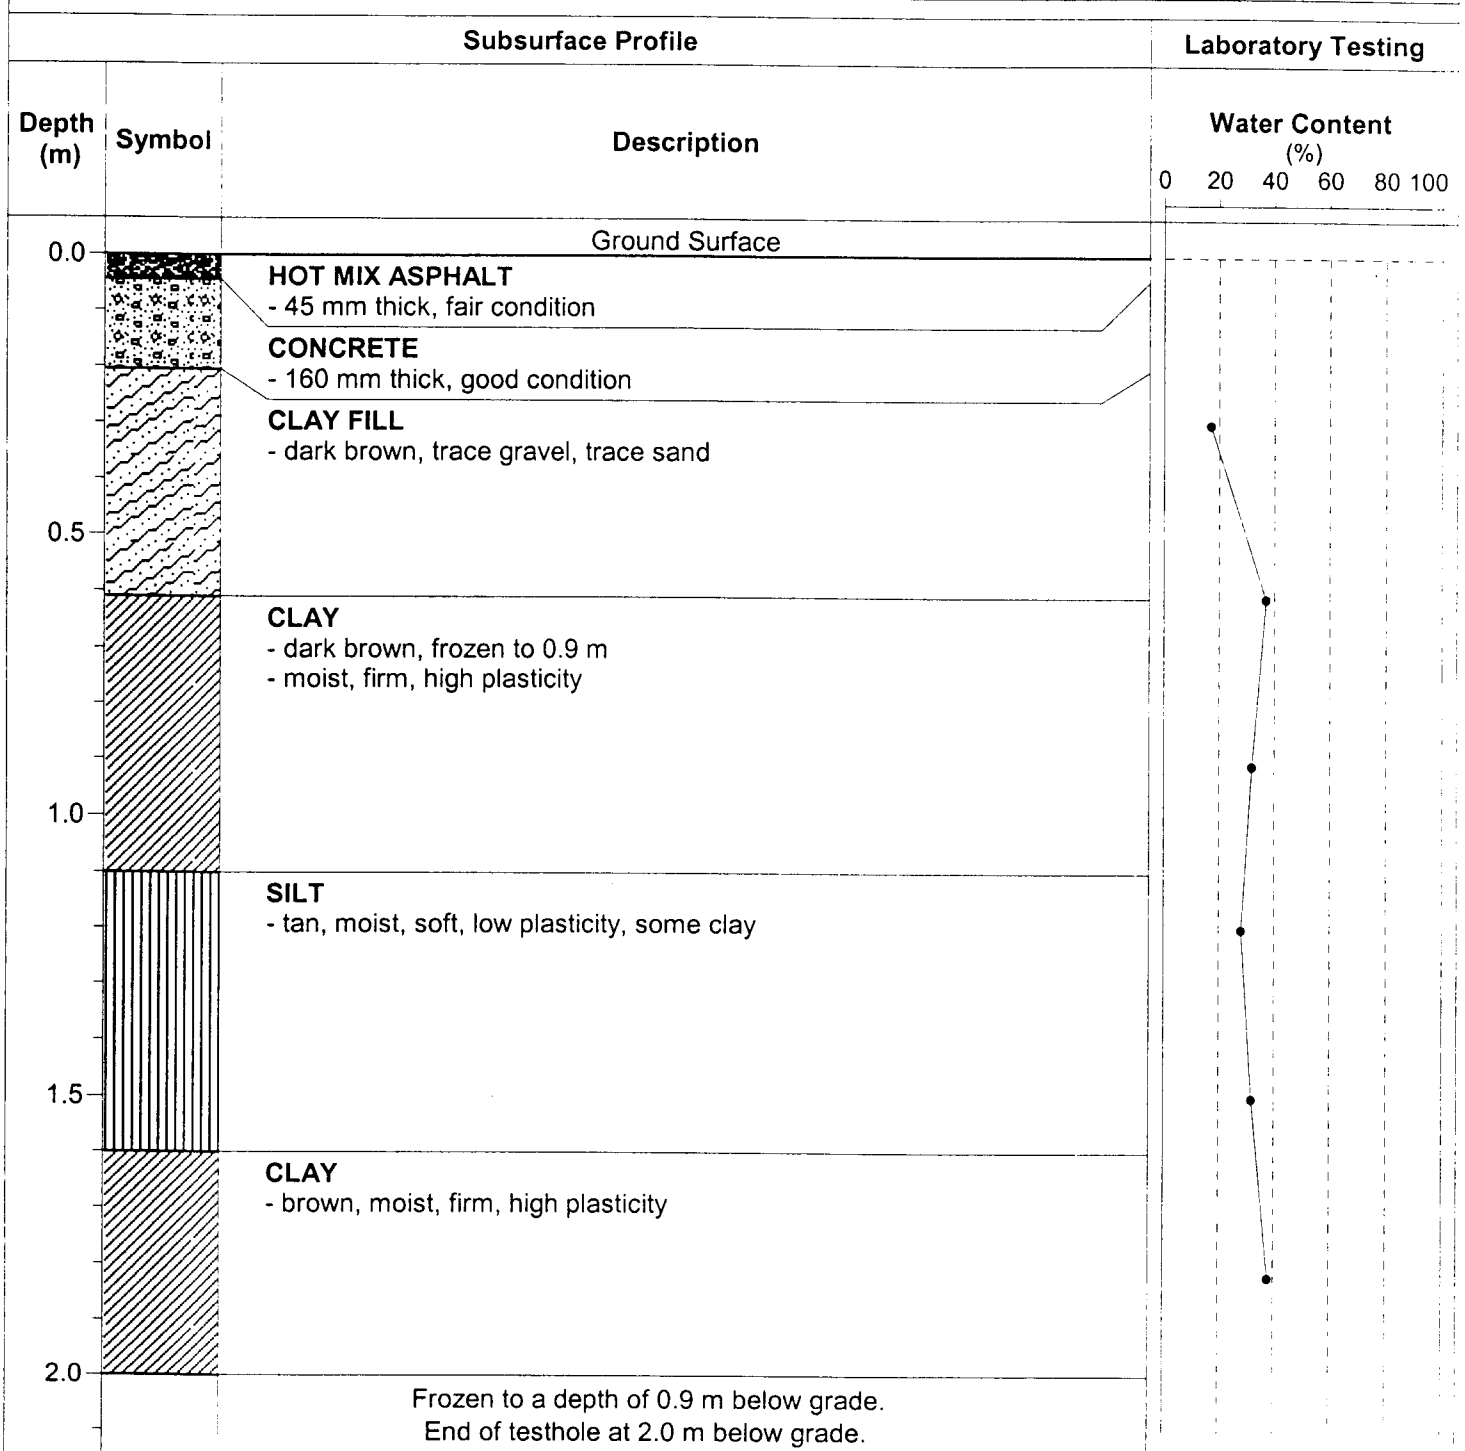 Subsurface Profile
Laboratory Testing
Depth
(m)
Symbol
Description
Water Content
(%)
0 20 40 60 80 100
Ground Surface
0.0
HOT MIX ASPHALT
- 45 mm thick, fair condition
CONCRETE
- 160 mm thick, good condition
CLAY FILL
- dark brown, trace gravel, trace sand
0.5
CLAY
- dark brown, frozen to 0.9 m
- moist, firm, high plasticity
1.0
SILT
- tan, moist, soft, low plasticity, some clay
1.5
CLAY
- brown, moist, firm, high plasticity
2.0
Frozen to a depth of 0.9 m below grade.
End of testhole at 2.0 m below grade.